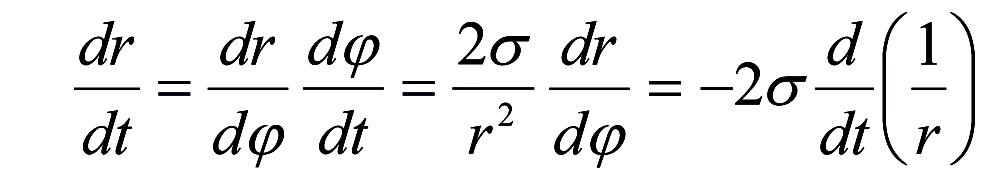 dr/dt = dr/dφ dφ/dt = 2σ/r² dr/dφ = −2σ d/dt (1/r)